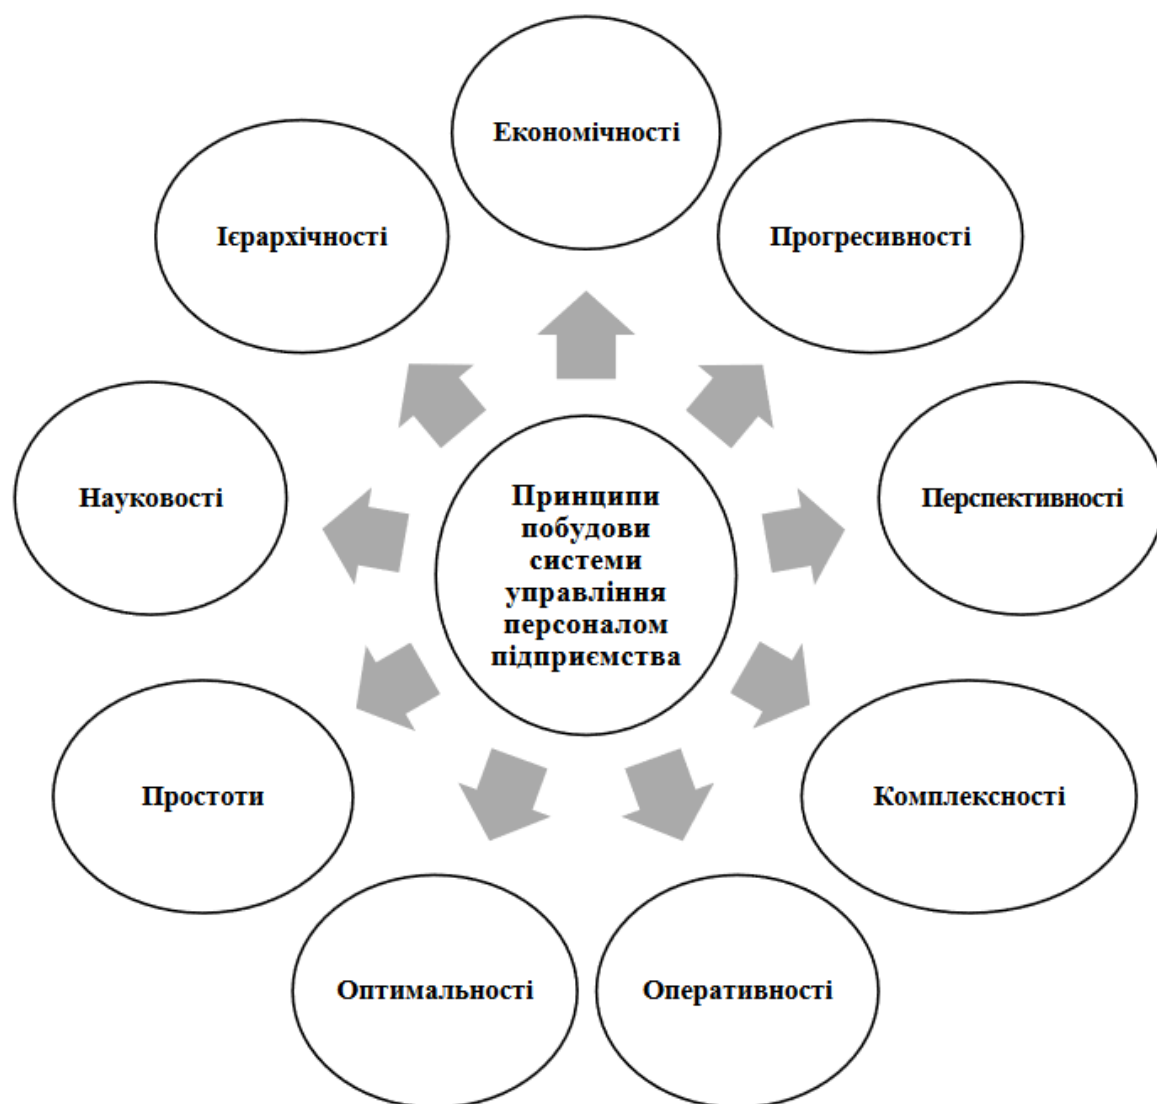 Економічності
Ієрархічності
Прогресивності
Науковості
Принципи
побудови
системи
управління
персоналом
підприємства
Перспективності
Простоти
Комплексності
Оптимальності
Оперативності